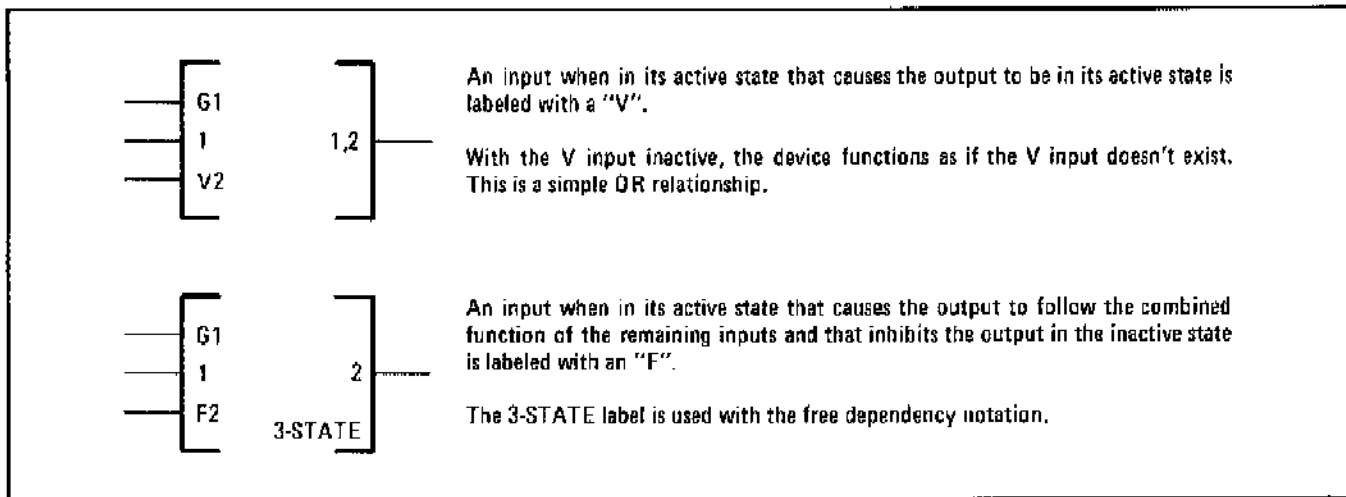 G1
1
V2
1,2
An input when in its active state that causes the output to be in its active state is
labeled with a "V".
With the V input inactive, the device functions as if the V input doesn't exist.
This is a simple OR relationship.
G1
1
F2
2
3-STATE
An input when in its active state that causes the output to follow the combined
function of the remaining inputs and that inhibits the output in the inactive state
is labeled with an "F".
The 3-STATE label is used with the free dependency notation.